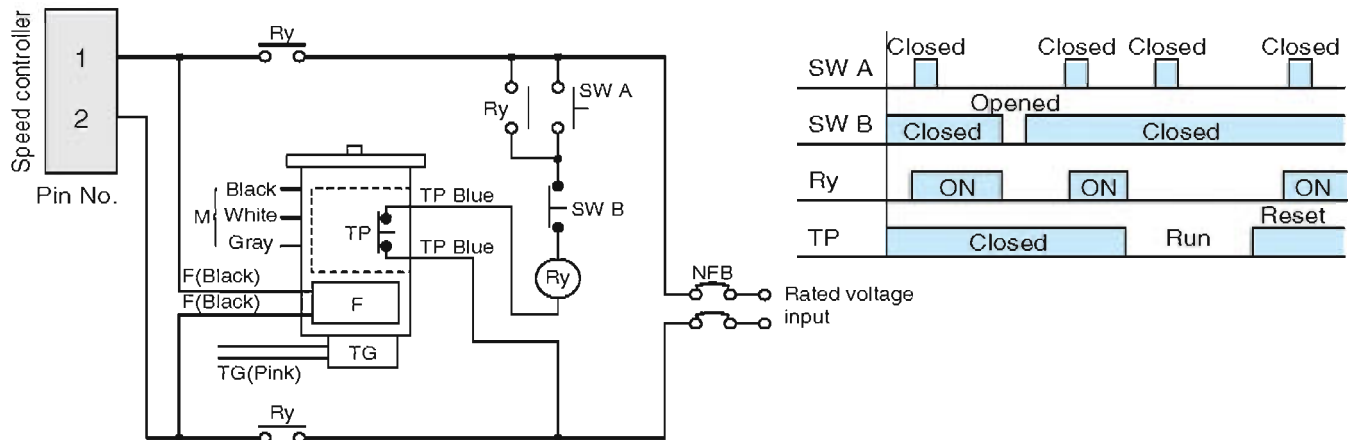 Speed controller
1
2
Pin No.
Ry
Ry
SW A
SW B
Ry
M
Black
White
Gray
TP
TP Blue
TP Blue
F(Black)
F(Black)
F
TG
TG(Pink)
Ry
NFB
Rated voltage
input
Closed Closed Closed Closed
SW A
Opened
SW B Closed Closed
Ry ON ON ON
Reset
TP Closed Run